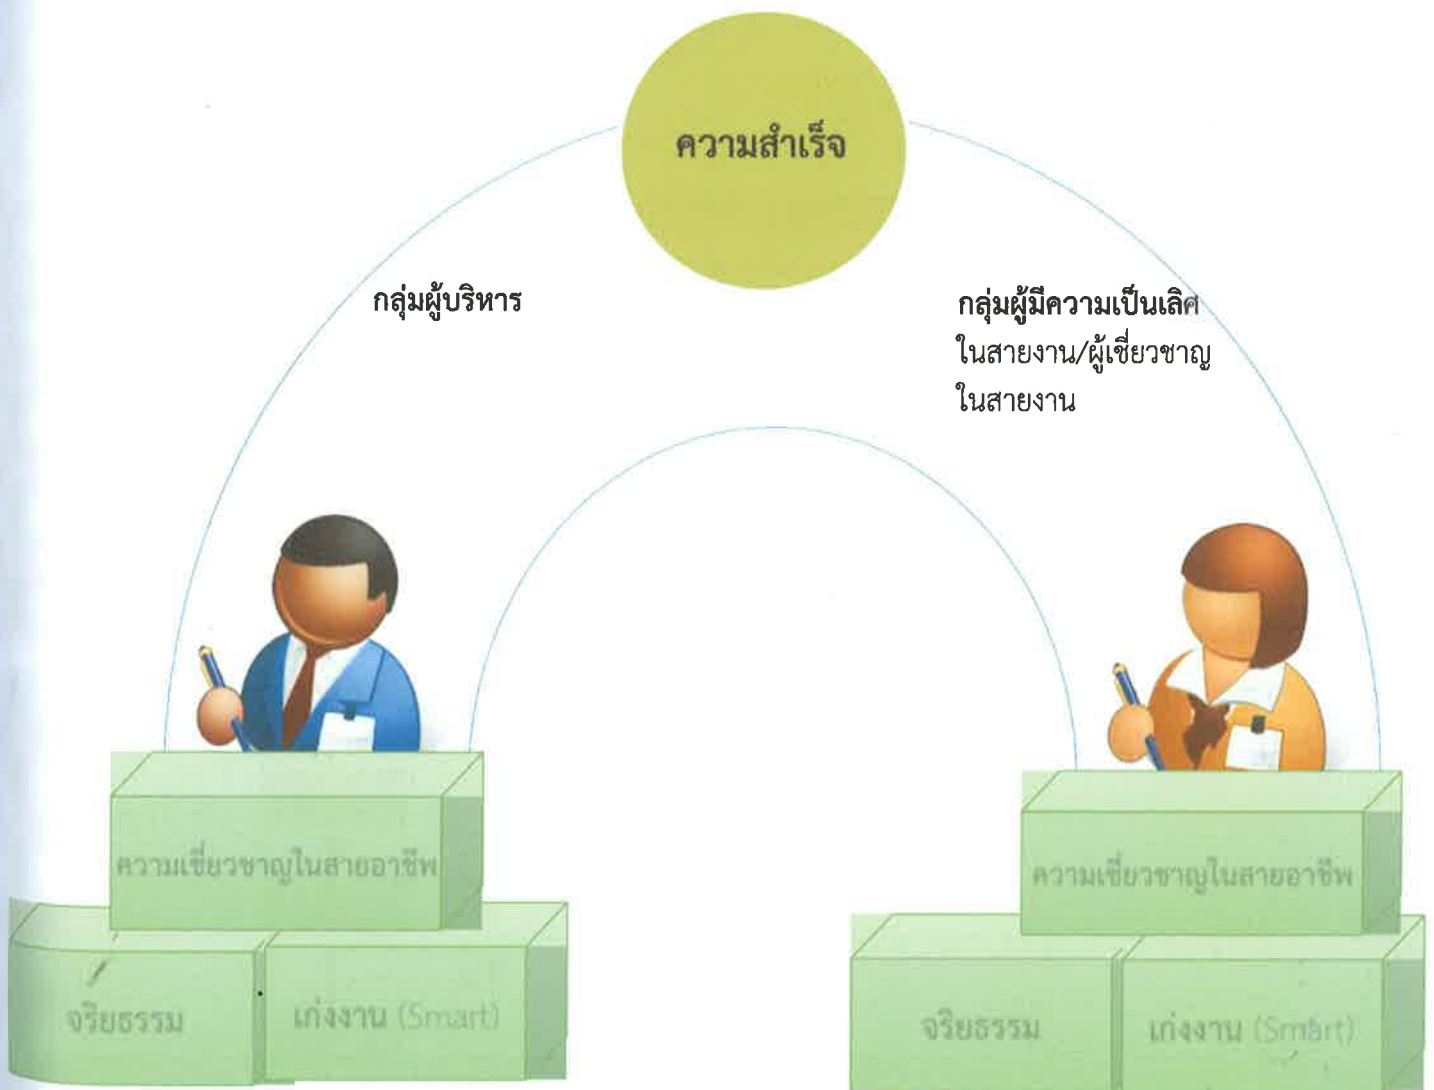 ความสำเร็จ
กลุ่มผู้บริหาร
กลุ่มผู้มีความเป็นเลิศ
ในสายงาน/ผู้เชี่ยวชาญ
ในสายงาน
ความเชี่ยวชาญในสายอาชีพ
จริยธรรม
เก่งงาน (Smart)
ความเชี่ยวชาญในสายอาชีพ
จริยธรรม
เก่งงาน (Smart)